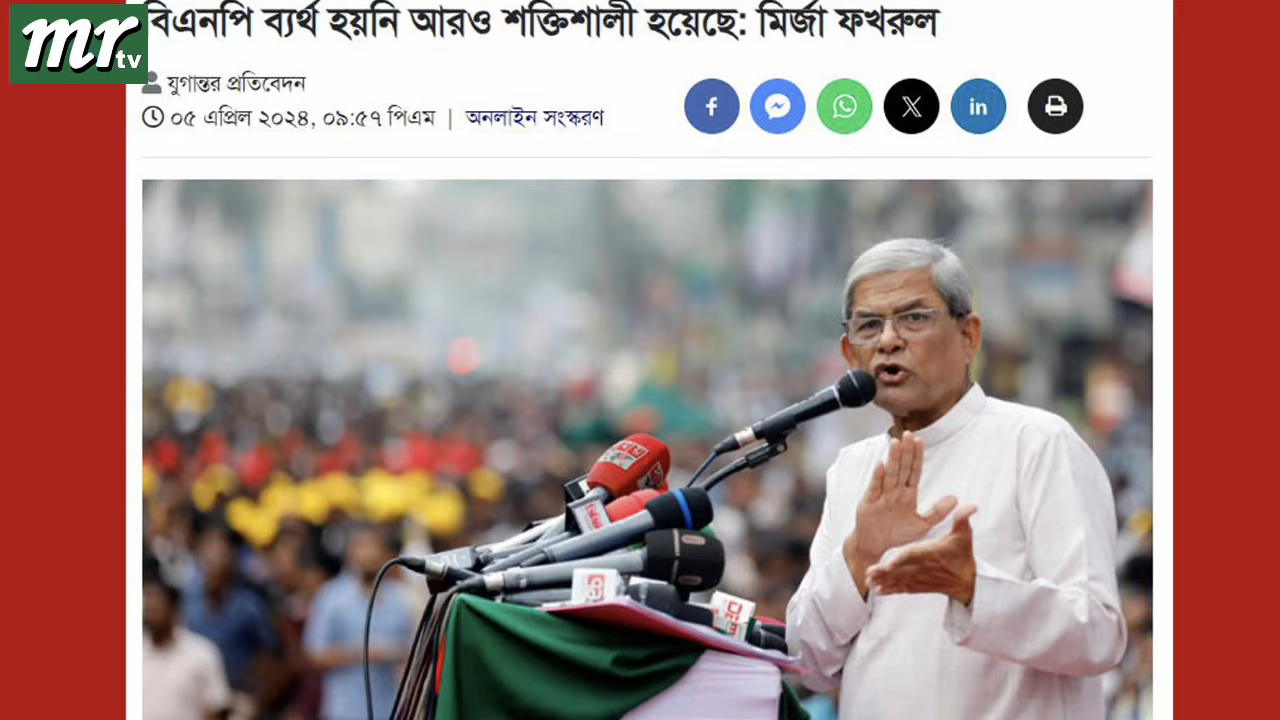 mr tv
বিএনপি ব্যর্থ হয়নি আরও শক্তিশালী হয়েছে: মির্জা ফখরুল
যুগান্তর প্রতিবেদন
০৫ এপ্রিল ২০২৪, ০৯:৫৭ পিএম | অনলাইন সংস্করণ